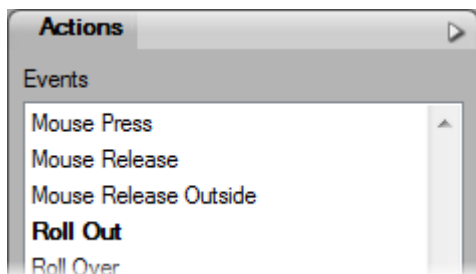 Actions
Events
Mouse Press
Mouse Release
Mouse Release Outside
Roll Out
Roll Over